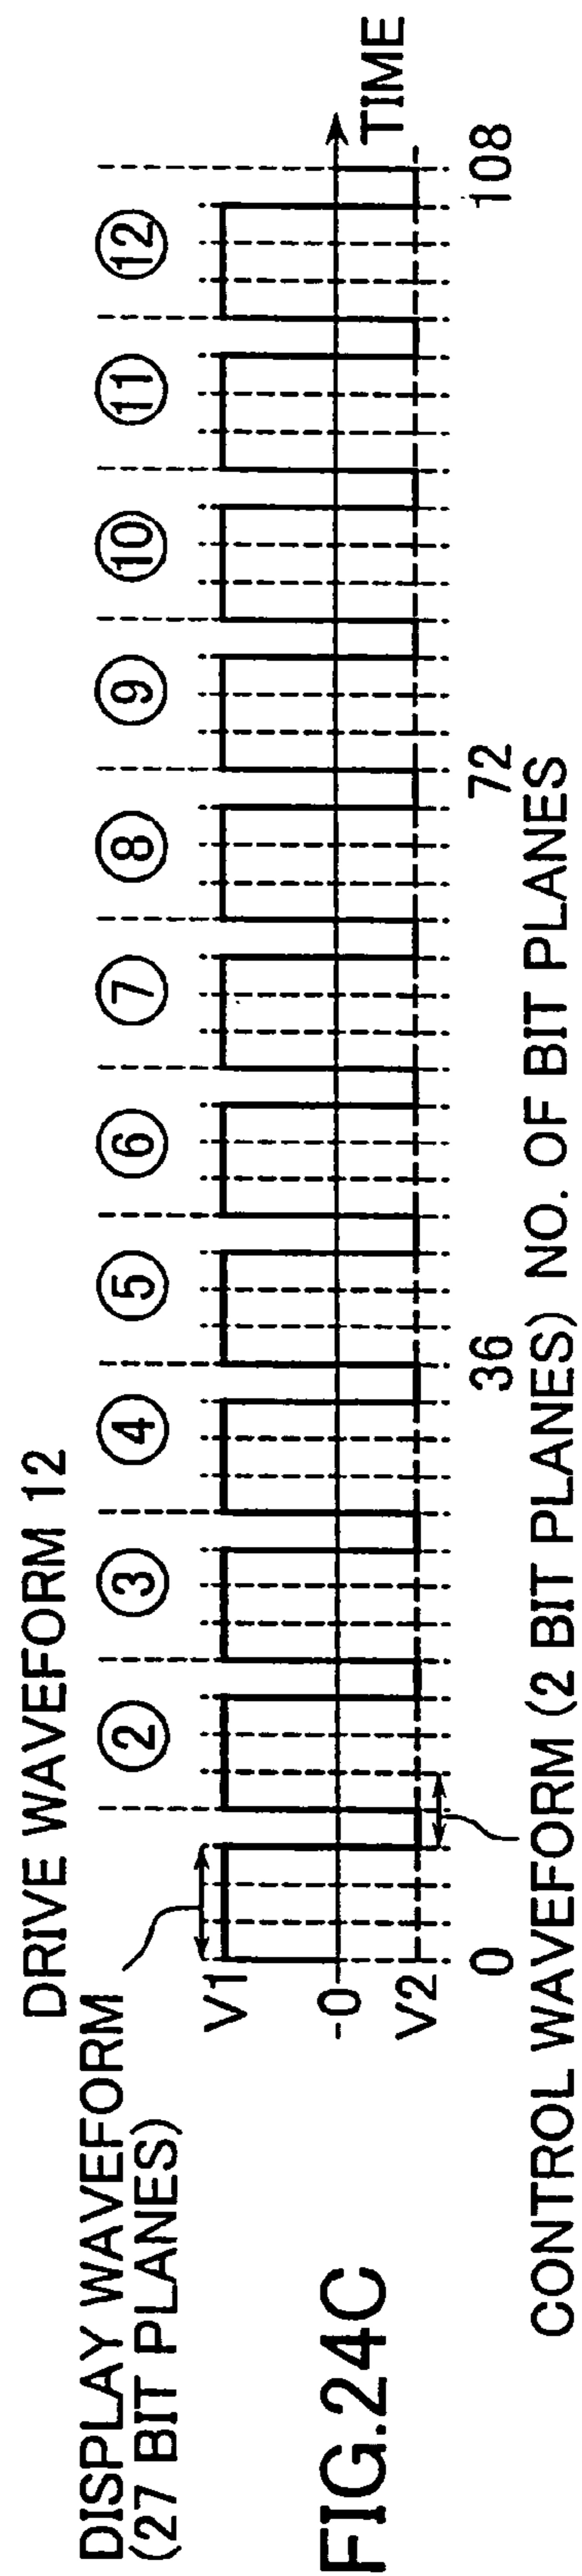 DRIVE WAVEFORM 12
DISPLAY WAVEFORM
(27 BIT PLANES)
② ③ ④ ⑤ ⑥ ⑦ ⑧ ⑨ ⑩ ⑪ ⑫
V1
-0
V2
TIME
0 36 72 108
CONTROL WAVEFORM (2 BIT PLANES) NO. OF BIT PLANES
FIG.24C